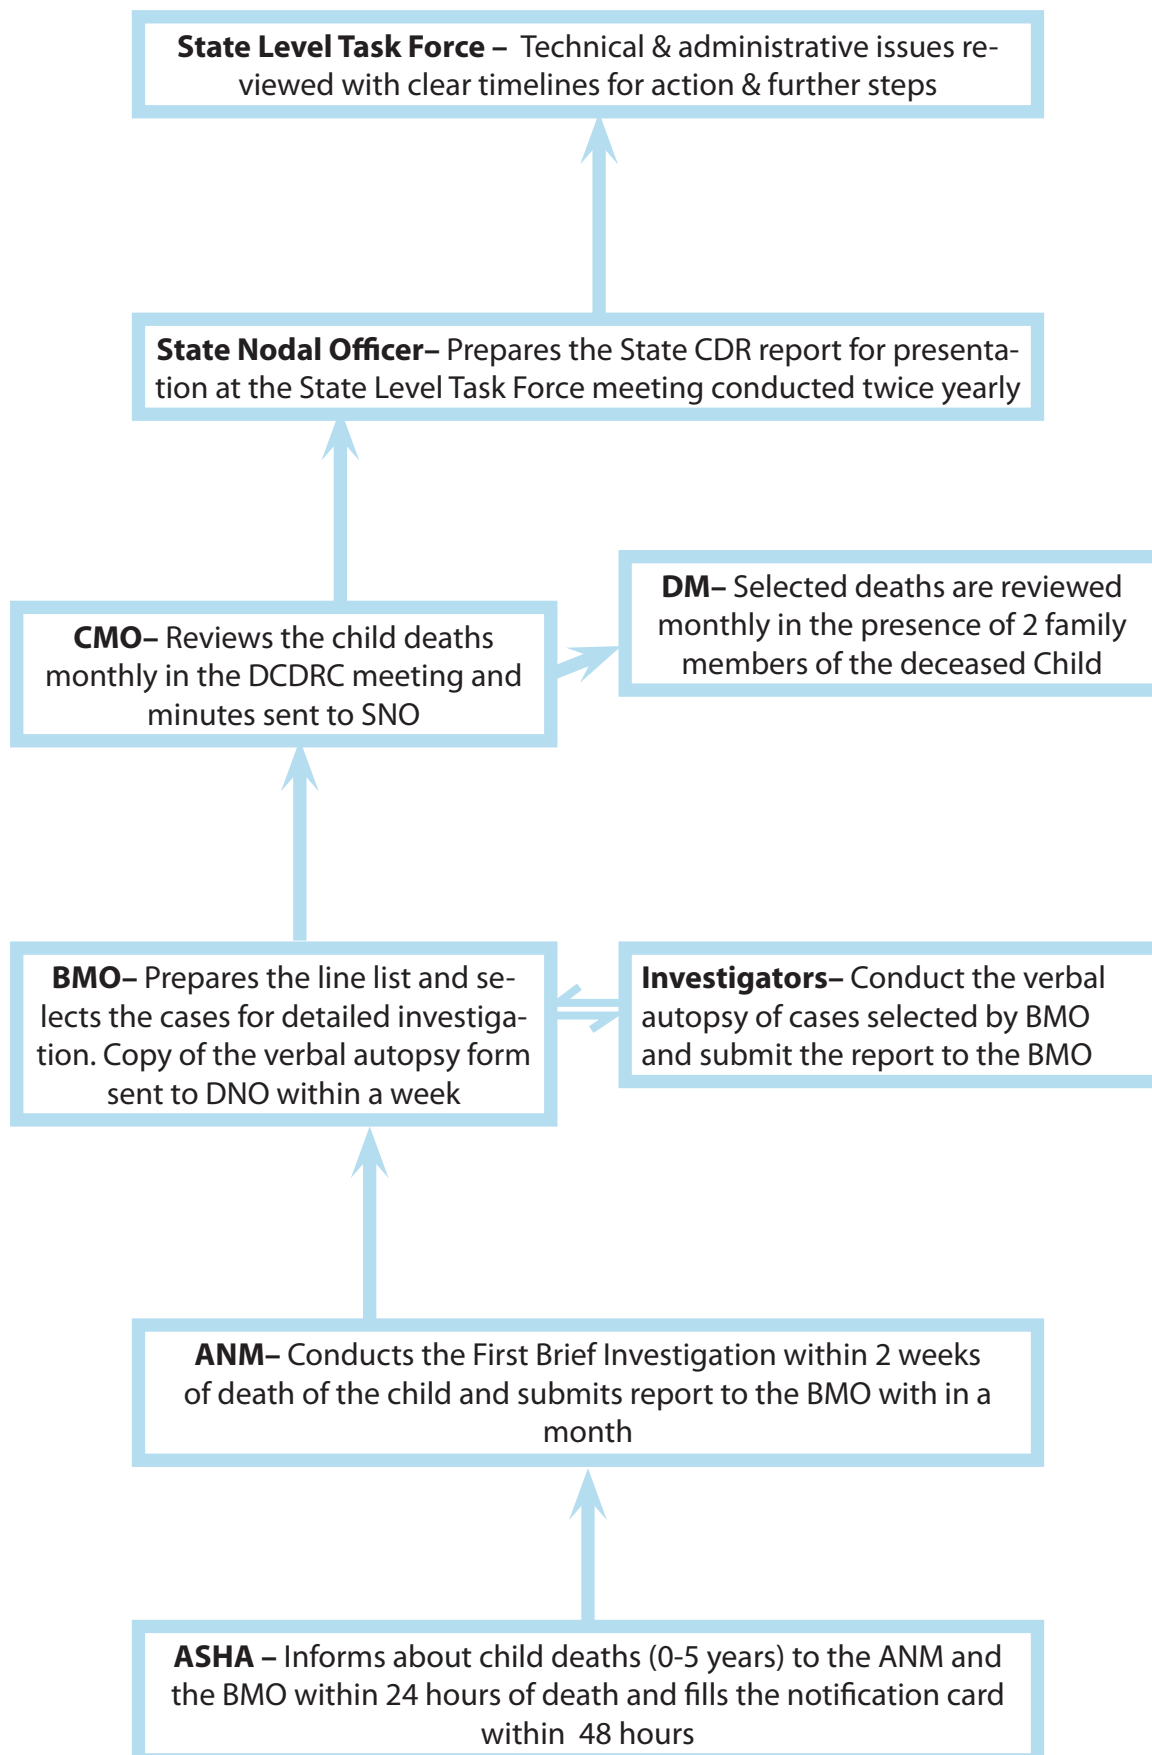 State Level Task Force – Technical & administrative issues re-
viewed with clear timelines for action & further steps
State Nodal Officer– Prepares the State CDR report for presenta-
tion at the State Level Task Force meeting conducted twice yearly
DM– Selected deaths are reviewed
monthly in the presence of 2 family
members of the deceased Child
CMO– Reviews the child deaths
monthly in the DCDRC meeting and
minutes sent to SNO
BMO– Prepares the line list and se-
lects the cases for detailed investiga-
tion. Copy of the verbal autopsy form
sent to DNO within a week
Investigators– Conduct the verbal
autopsy of cases selected by BMO
and submit the report to the BMO
ANM– Conducts the First Brief Investigation within 2 weeks
of death of the child and submits report to the BMO with in a
month
ASHA – Informs about child deaths (0-5 years) to the ANM and
the BMO within 24 hours of death and fills the notification card
within 48 hours